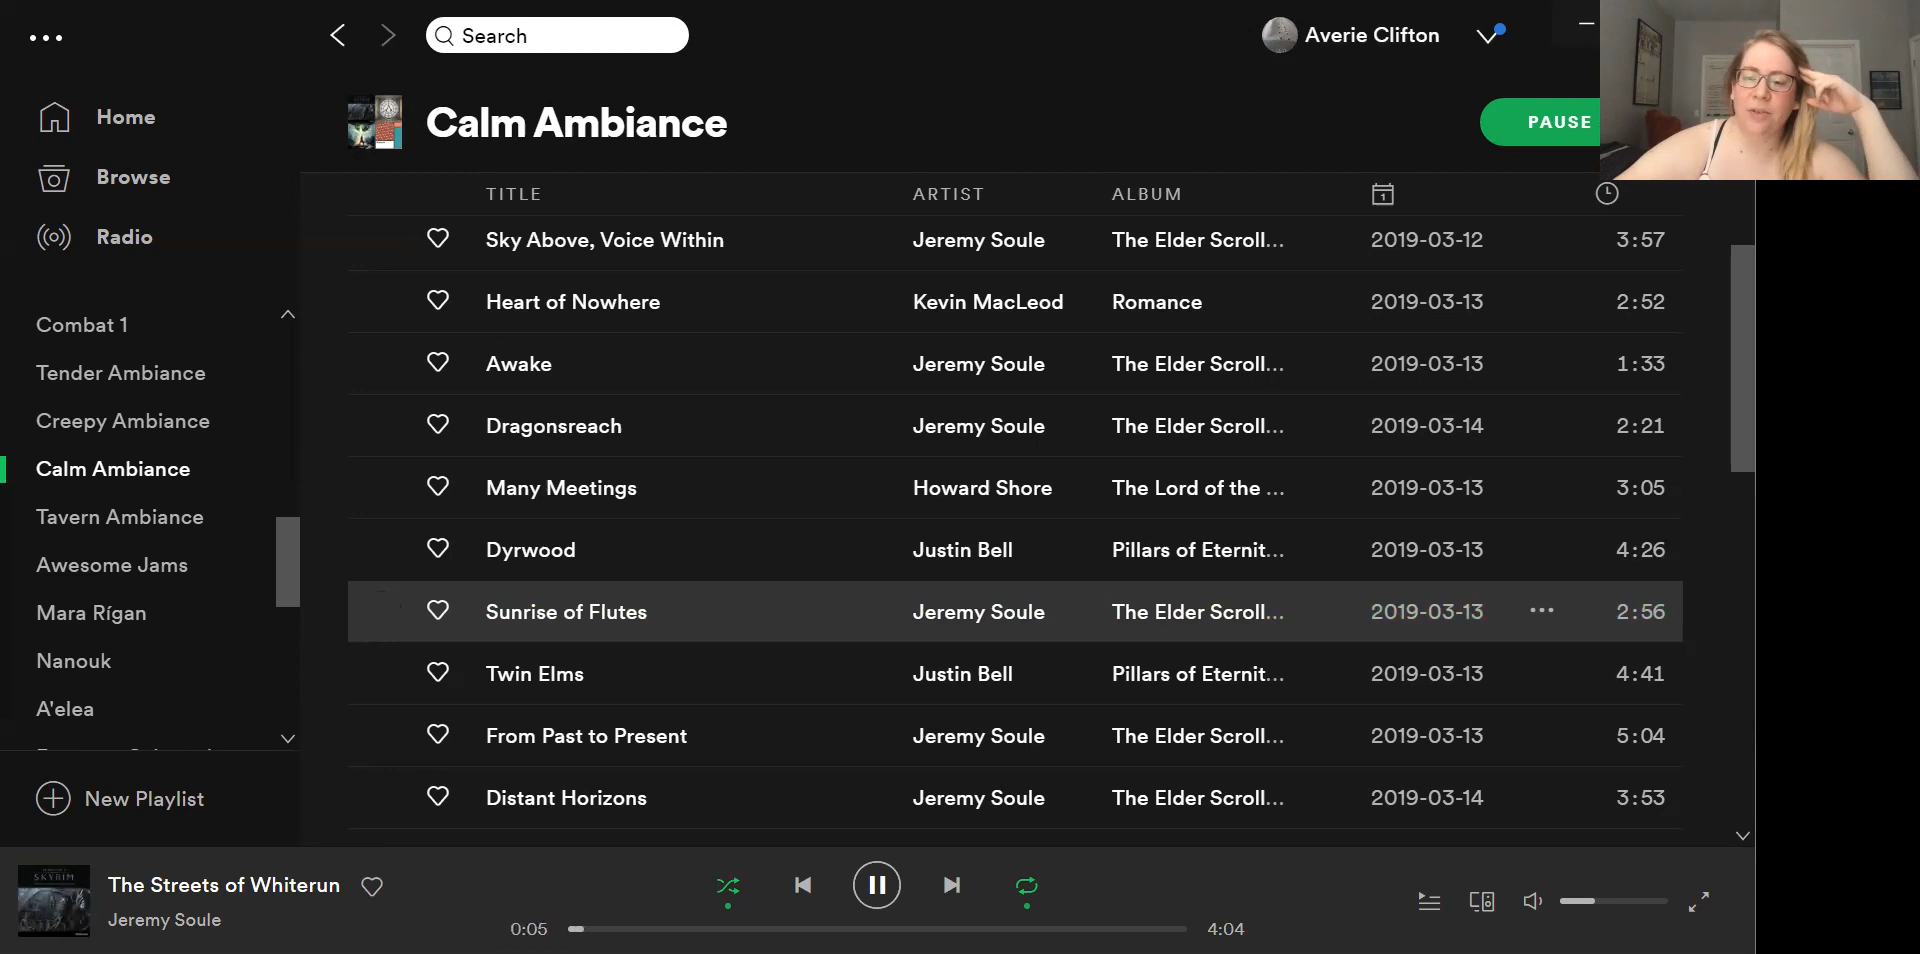 Search
Averie Clifton
Home
Browse
Radio
Combat 1
Tender Ambiance
Creepy Ambiance
Calm Ambiance
Tavern Ambiance
Awesome Jams
Mara Rígan
Nanouk
A'elea
New Playlist
Calm Ambiance
PAUSE
TITLE ARTIST ALBUM
Sky Above, Voice Within Jeremy Soule The Elder Scroll... 2019-03-12 3:57
Heart of Nowhere Kevin MacLeod Romance 2019-03-13 2:52
Awake Jeremy Soule The Elder Scroll... 2019-03-13 1:33
Dragonsreach Jeremy Soule The Elder Scroll... 2019-03-14 2:21
Many Meetings Howard Shore The Lord of the ... 2019-03-13 3:05
Dyrwood Justin Bell Pillars of Eternit... 2019-03-13 4:26
Sunrise of Flutes Jeremy Soule The Elder Scroll... 2019-03-13 2:56
Twin Elms Justin Bell Pillars of Eternit... 2019-03-13 4:41
From Past to Present Jeremy Soule The Elder Scroll... 2019-03-13 5:04
Distant Horizons Jeremy Soule The Elder Scroll... 2019-03-14 3:53
SKYRIM
The Streets of Whiterun
Jeremy Soule
0:05 4:04